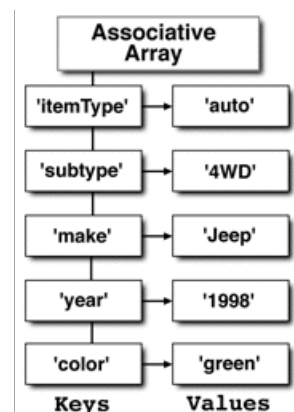 Associative
Array
'itemType' 'auto'
'subtype' '4WD'
'make' 'Jeep'
'year' '1998'
'color' 'green'
Keys Values